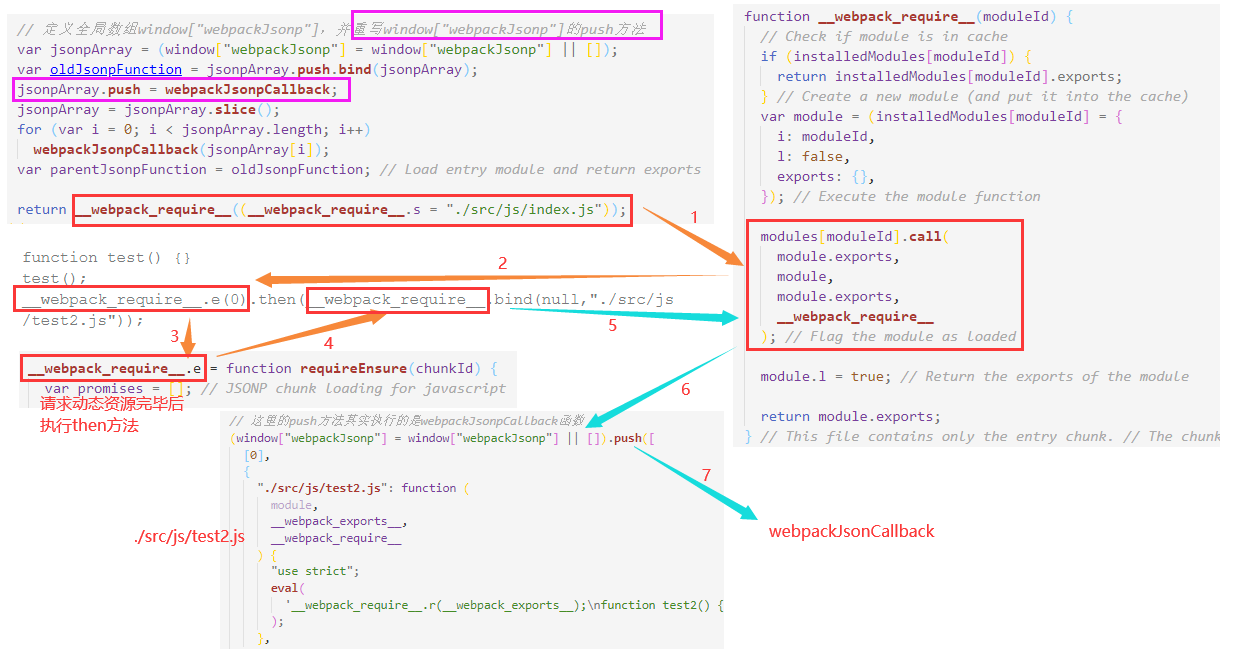 // 定义全局数组window["webpackJsonp"], 并重写window["webpackJsonp"]的push方法
var jsonpArray = (window["webpackJsonp"] = window["webpackJsonp"] || []);
var oldJsonpFunction = jsonpArray.push.bind(jsonpArray);
jsonpArray.push = webpackJsonpCallback;
jsonpArray = jsonpArray.slice();
for (var i = 0; i < jsonpArray.length; i++)
webpackJsonpCallback(jsonpArray[i]);
var parentJsonpFunction = oldJsonpFunction; // Load entry module and return exports
return __webpack_require__((__webpack_require__.s = "./src/js/index.js"));
1
function test() {}
test();
2
__webpack_require__.e(0).then(__webpack_require__.bind(null,"./src/js
/test2.js"));
5
3
4
__webpack_require__.e = function requireEnsure(chunkId) {
var promises = []; // JSONP chunk loading for javascript
请求动态资源完毕后
执行then方法
function __webpack_require__(moduleId) {
// Check if module is in cache
if (installedModules[moduleId]) {
return installedModules[moduleId].exports;
} // Create a new module (and put it into the cache)
var module = (installedModules[moduleId] = {
i: moduleId,
l: false,
exports: {},
}); // Execute the module function
modules[moduleId].call(
module.exports,
module,
module.exports,
__webpack_require__
); // Flag the module as loaded
module.l = true; // Return the exports of the module
return module.exports;
} // This file contains only the entry chunk. // The chunk
6
// 这里的push方法其实执行的是webpackJsonpCallback函数
(window["webpackJsonp"] = window["webpackJsonp"] || []).push([
[0],
{
"./src/js/test2.js": function (
module,
__webpack_exports__,
__webpack_require__
) {
"use strict";
eval(
'__webpack_require__.r(__webpack_exports__);\nfunction test2() {
);
},
./src/js/test2.js
7
webpackJsonCallback